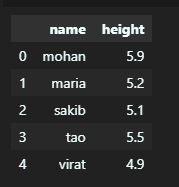 name height
0 mohan 5.9
1 maria 5.2
2 sakib 5.1
3 tao 5.5
4 virat 4.9